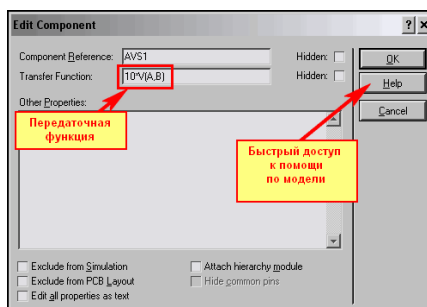 Edit Component
Component Reference: AVS1 Hidden:
OK
Transfer Function: 10*V(A,B) Hidden:
Help
Other Properties:
Cancel
Передаточная
функция
Быстрый доступ
к помощи
по модели
Exclude from Simulation
Attach hierarchy module
Exclude from PCB Layout
Hide common pins
Edit all properties as text